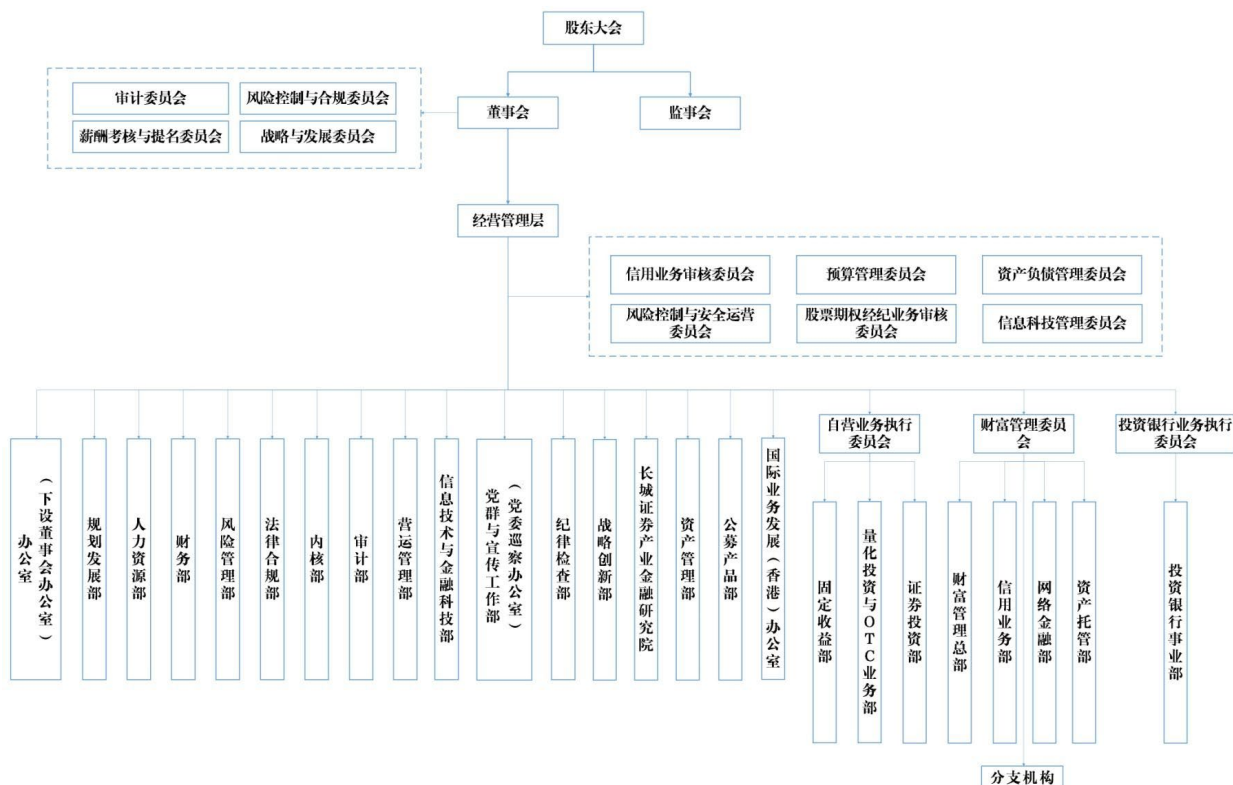 股东大会
审计委员会
风险控制与合规委员会
董事会
监事会
薪酬考核与提名委员会
战略与发展委员会
经营管理层
信用业务审核委员会
预算管理委员会
资产负债管理委员会
风险控制与安全运营
委员会
股票期权经纪业务审核
委员会
信息科技管理委员会
自营业务执行
委员会
财富管理委员
会
投资银行业务执行
委员会
办公室
(下设董事会办公室)
规划发展部
人力资源部
财务部
风险管理部
法律合规部
内核部
审计部
营运管理部
信息技术与金融科技部
党群与宣传工作部
(党委巡察办公室)
纪律检查部
战略创新部
长城证券产业金融研究院
资产管理部
公募产品部
国际业务发展(香港)办公室
固定收益部
量化投资与OTC业务部
证券投资部
财富管理总部
信用业务部
网络金融部
资产托管部
投资银行事业部
分支机构